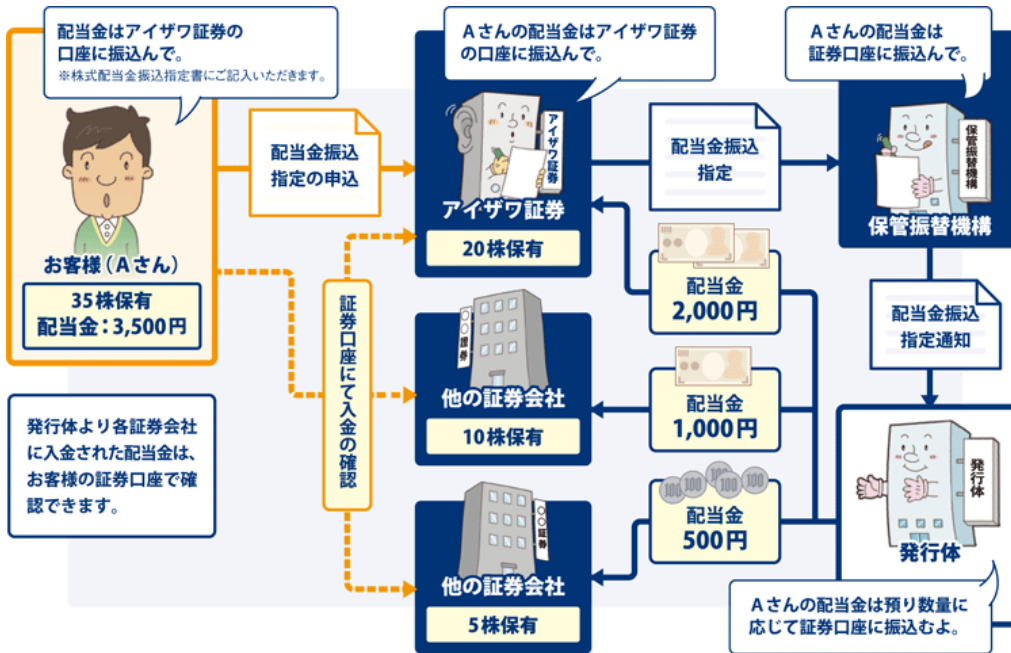 配当金はアイザワ証券の
口座に振込んで。
※株式配当金振込指定書にご記入いただきます。
Aさんの配当金はアイザワ証券
の口座に振込んで。
Aさんの配当金は
証券口座に振込んで。
お客様(Aさん)
35株保有
配当金:3,500円
配当金振込
指定の申込
アイザワ証券
アイザワ証券
20株保有
配当金振込
指定
保管振替機構
保管振替機構
証券口座にて入金の確認
〇〇證券
他の証券会社
10株保有
〇〇証券
他の証券会社
5株保有
配当金
2,000円
配当金
1,000円
100
100
100
100
100
配当金
500円
配当金振込
指定通知
発行体
発行体
Aさんの配当金は預り数量に
応じて証券口座に振込むよ。
発行体より各証券会社
に入金された配当金は、
お客様の証券口座で確
認できます。